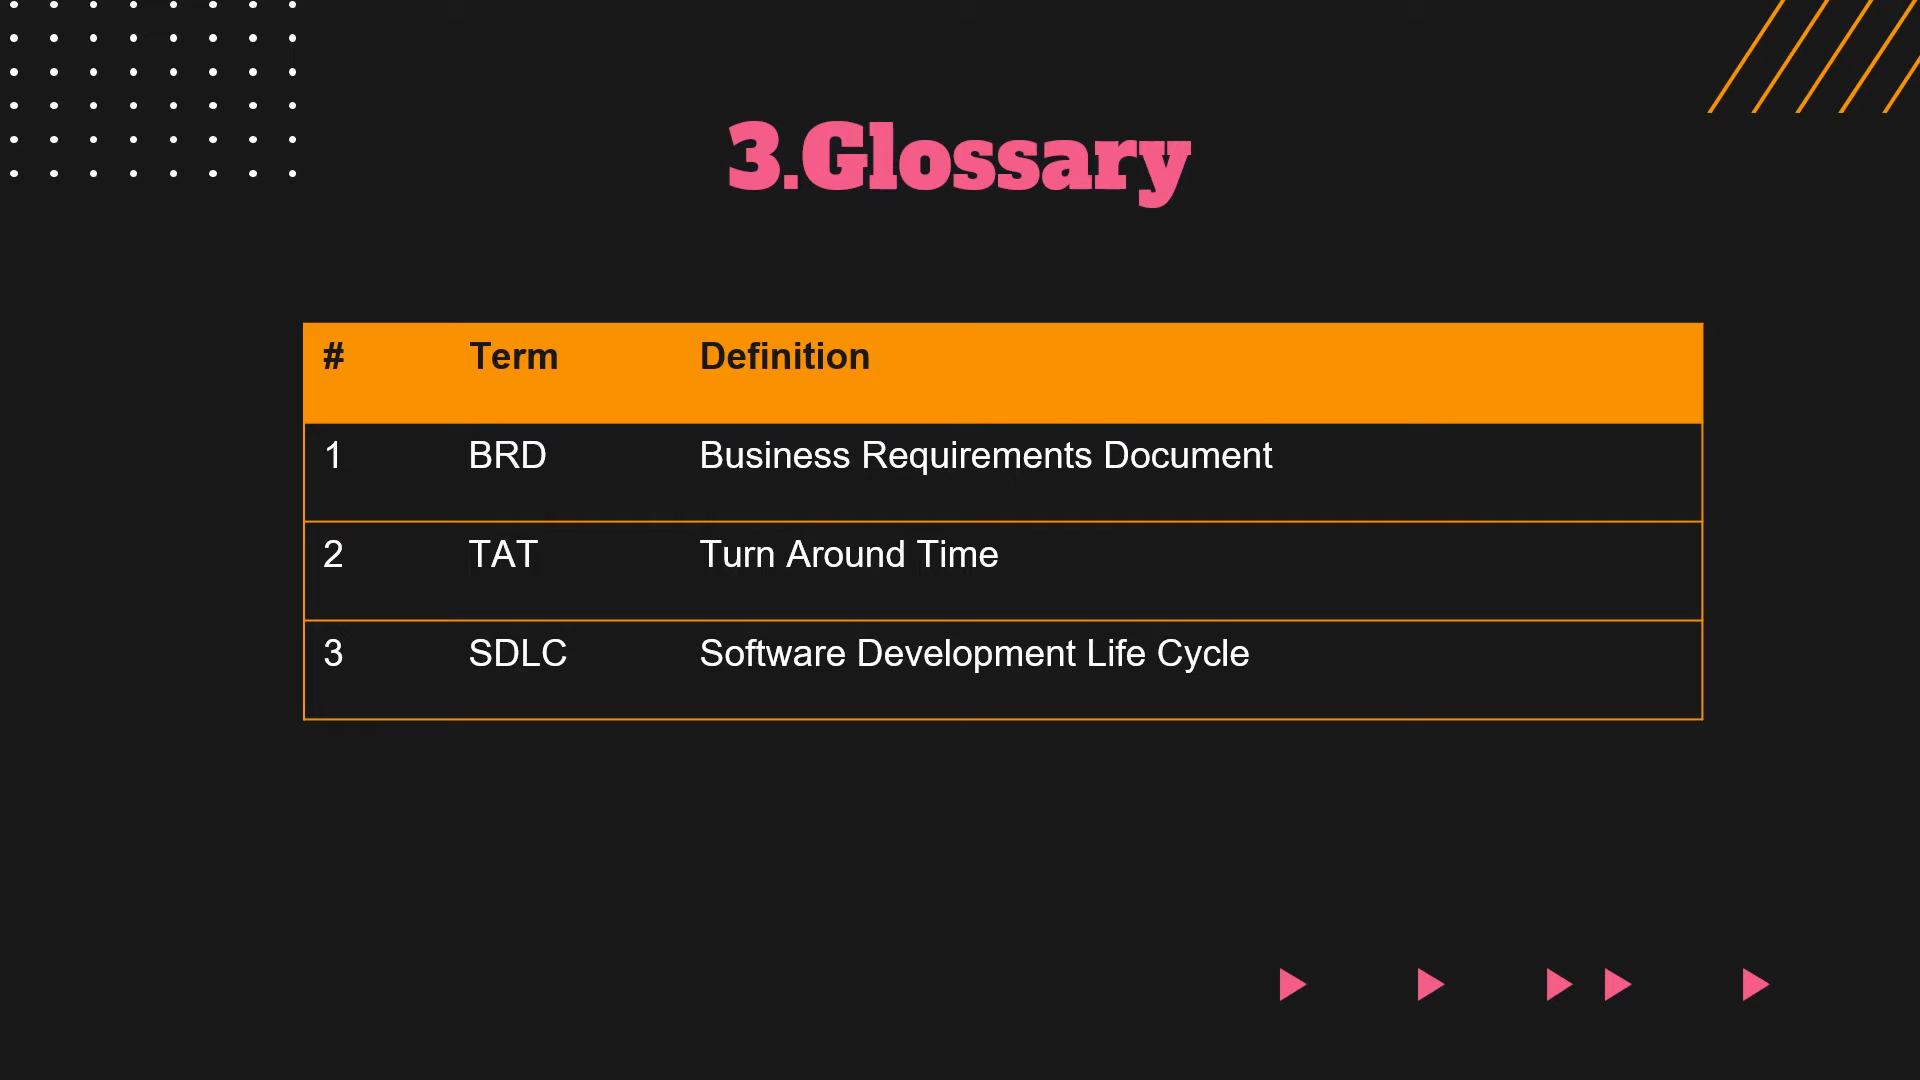 3.Glossary
# Term Definition
1 BRD Business Requirements Document
2 TAT Turn Around Time
3 SDLC Software Development Life Cycle